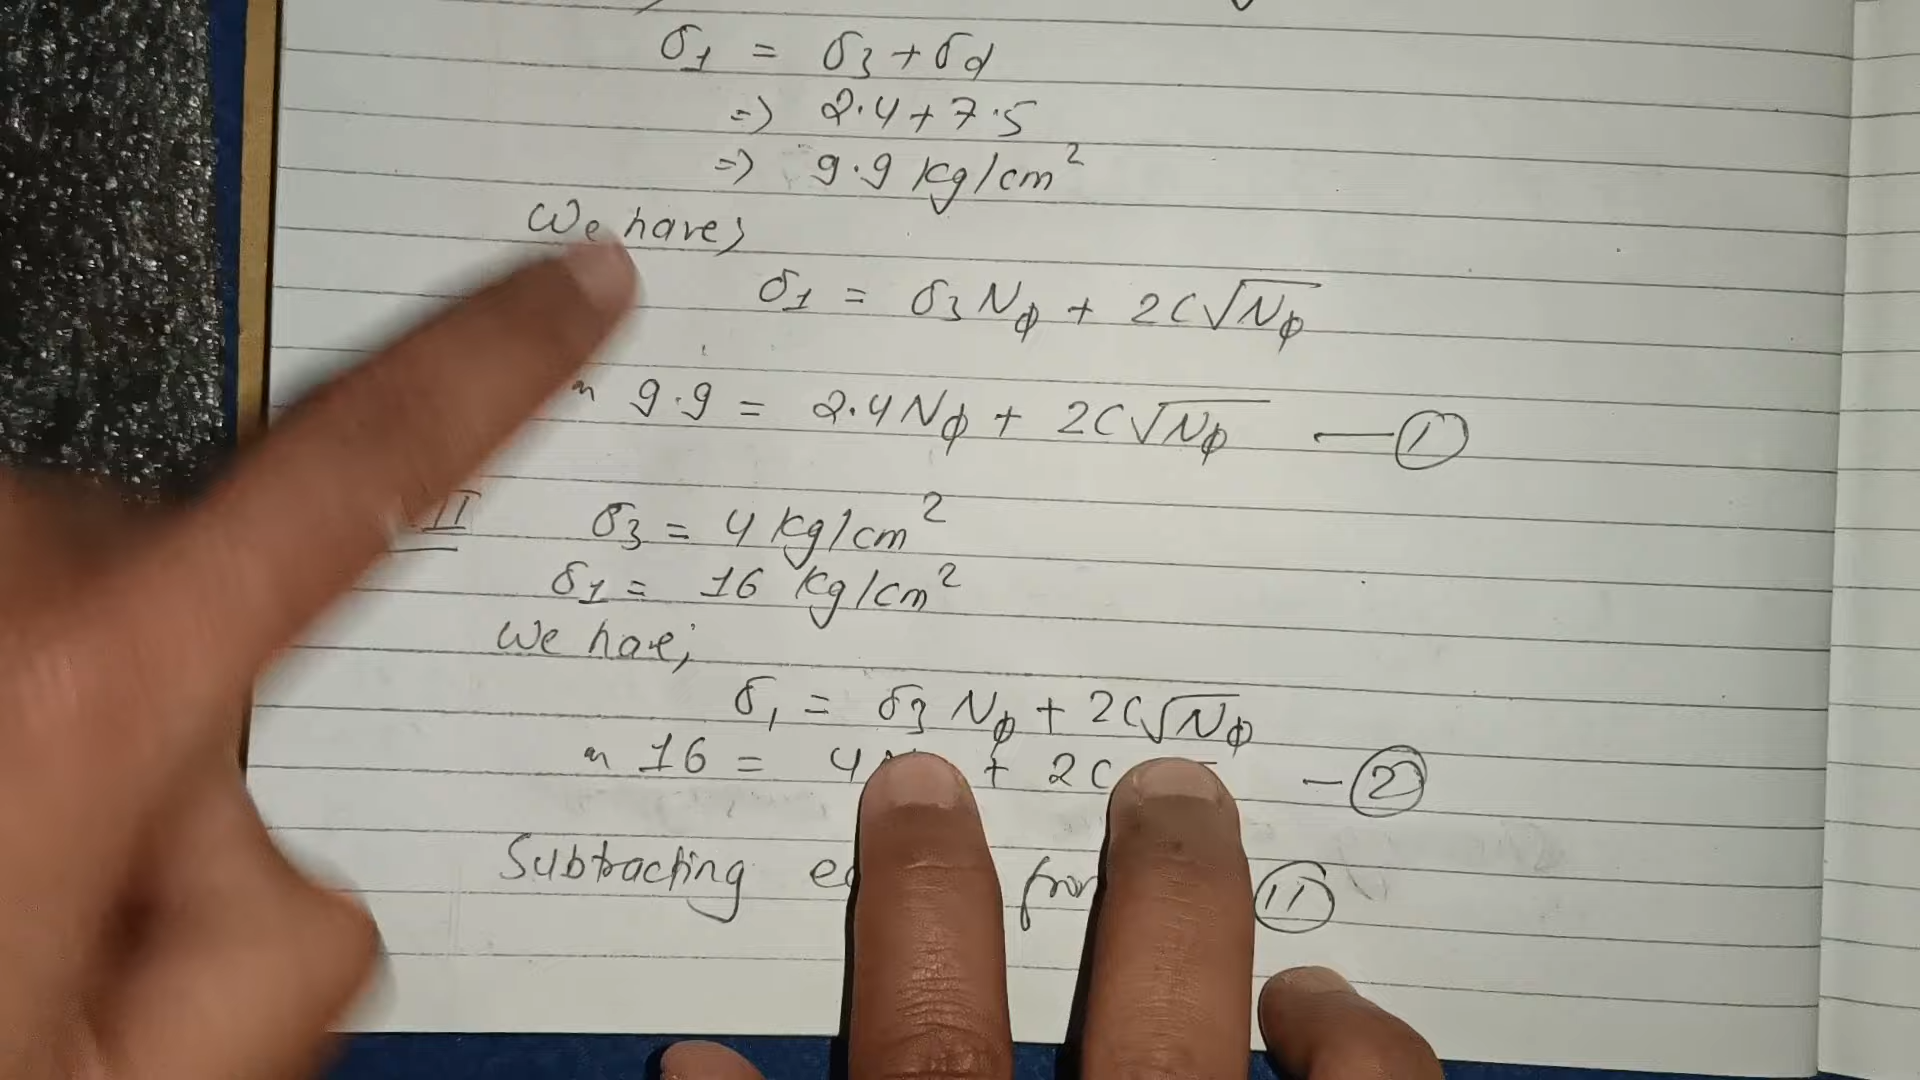 σ1 = σ3 + σd
=> 2.4 + 7.5
=> 9.9 kg/cm²
We have,
σ1 = σ3 Nφ + 2C√Nφ
9.9 = 2.4 Nφ + 2C√Nφ — ①
II σ3 = 4 kg/cm²
σ1 = 16 kg/cm²
We have;
σ1 = σ3 Nφ + 2C√Nφ
16 = 4 + 2C — ②
Subtracting (11)